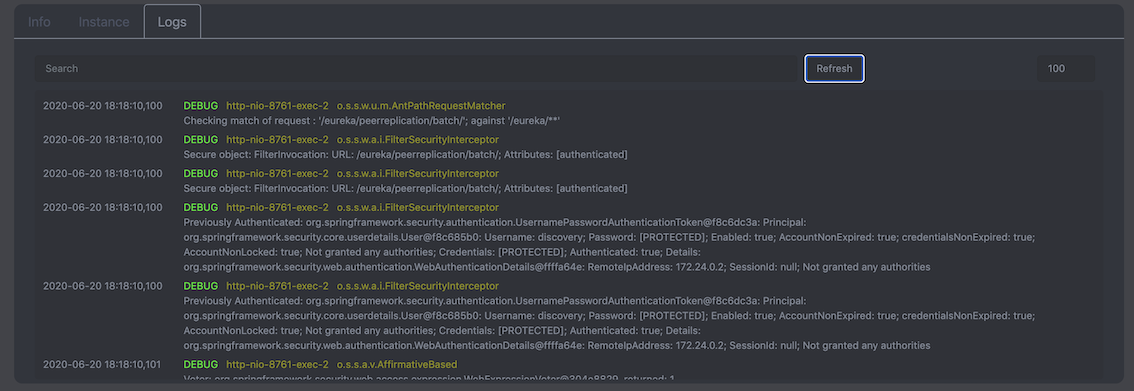 Info Instance Logs
Search Refresh 100
2020-06-20 18:18:10,100 DEBUG http-nio-8761-exec-2 o.s.s.w.u.m.AntPathRequestMatcher
Checking match of request : '/eureka/peerreplication/batch/'; against '/eureka/**'
2020-06-20 18:18:10,100 DEBUG http-nio-8761-exec-2 o.s.s.w.a.i.FilterSecurityInterceptor
Secure object: FilterInvocation: URL: /eureka/peerreplication/batch/; Attributes: [authenticated]
2020-06-20 18:18:10,100 DEBUG http-nio-8761-exec-2 o.s.s.w.a.i.FilterSecurityInterceptor
Secure object: FilterInvocation: URL: /eureka/peerreplication/batch/; Attributes: [authenticated]
2020-06-20 18:18:10,100 DEBUG http-nio-8761-exec-2 o.s.s.w.a.i.FilterSecurityInterceptor
Previously Authenticated: org.springframework.security.authentication.UsernamePasswordAuthenticationToken@f8c6dc3a: Principal:
org.springframework.security.core.userdetails.User@f8c685b0: Username: discovery; Password: [PROTECTED]; Enabled: true; AccountNonExpired: true; credentialsNonExpired: true;
AccountNonLocked: true; Not granted any authorities; Credentials: [PROTECTED]; Authenticated: true; Details:
org.springframework.security.web.authentication.WebAuthenticationDetails@ffffa64e: RemoteIpAddress: 172.24.0.2; SessionId: null; Not granted any authorities
2020-06-20 18:18:10,100 DEBUG http-nio-8761-exec-2 o.s.s.w.a.i.FilterSecurityInterceptor
Previously Authenticated: org.springframework.security.authentication.UsernamePasswordAuthenticationToken@f8c6dc3a: Principal:
org.springframework.security.core.userdetails.User@f8c685b0: Username: discovery; Password: [PROTECTED]; Enabled: true; AccountNonExpired: true; credentialsNonExpired: true;
AccountNonLocked: true; Not granted any authorities; Credentials: [PROTECTED]; Authenticated: true; Details:
org.springframework.security.web.authentication.WebAuthenticationDetails@ffffa64e: RemoteIpAddress: 172.24.0.2; SessionId: null; Not granted any authorities
2020-06-20 18:18:10,101 DEBUG http-nio-8761-exec-2 o.s.s.a.v.AffirmativeBased
Voter: org.springframework.security.web.access.expression.WebExpressionVoter@304e8829, returned: 1